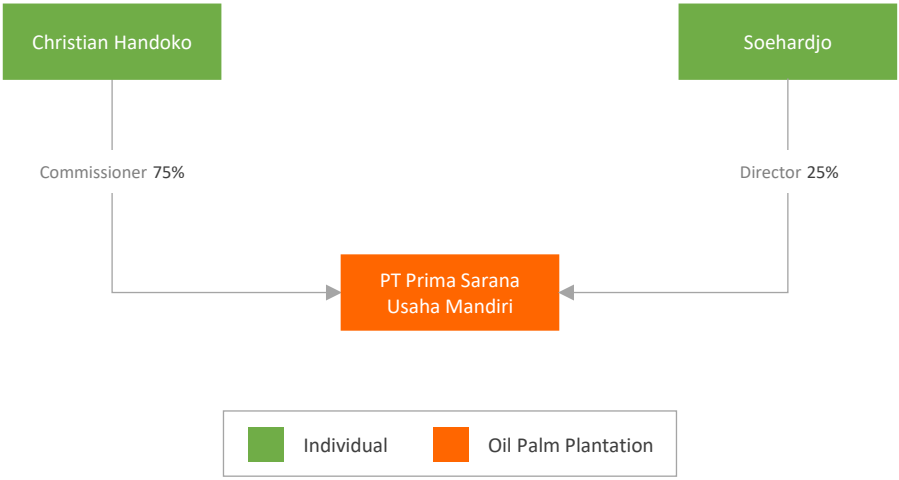 Christian Handoko
Soehardjo
Commissioner 75%
Director 25%
PT Prima Sarana
Usaha Mandiri
Individual
Oil Palm Plantation